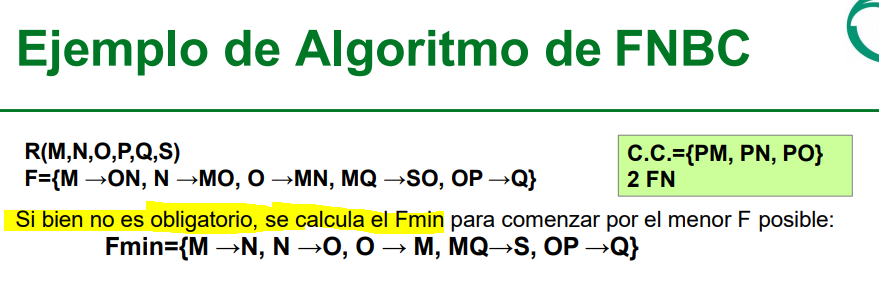 Ejemplo de Algoritmo de FNBC
R(M,N,O,P,Q,S)
F={M →ON, N →MO, O →MN, MQ →SO, OP →Q}
C.C.={PM, PN, PO}
2 FN
Si bien no es obligatorio, se calcula el Fmin para comenzar por el menor F posible:
Fmin={M →N, N →O, O → M, MQ→S, OP →Q}